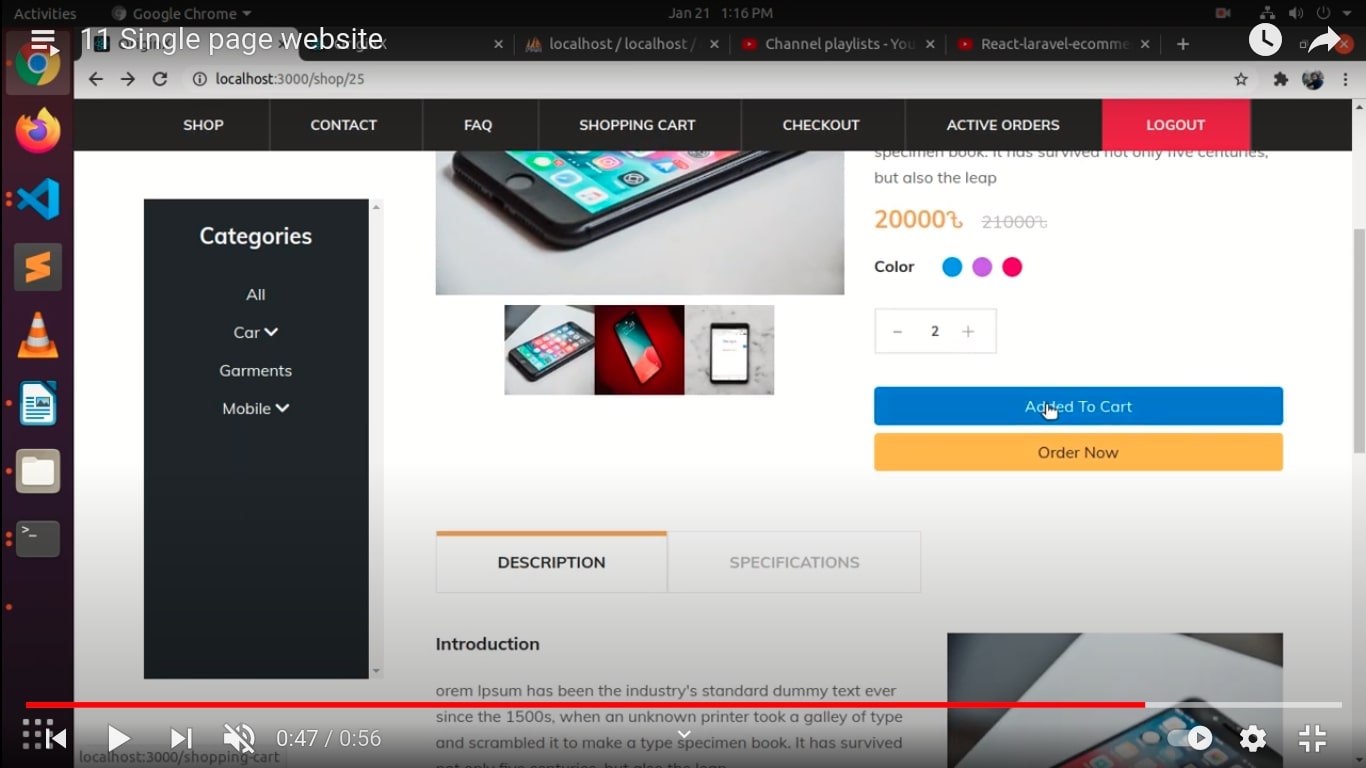 Activities
Google Chrome
Jan 21 1:16 PM
11 Single page website
localhost / localhost /
Channel playlists - You
React-laravel-ecomme
localhost:3000/shop/25
SHOP
CONTACT
FAQ
SHOPPING CART
CHECKOUT
ACTIVE ORDERS
LOGOUT
specimen book. It has survived not only five centuries,
but also the leap
20000৳ 21000৳
Color
2
Added To Cart
Order Now
Categories
All
Car
Garments
Mobile
DESCRIPTION
SPECIFICATIONS
Introduction
orem Ipsum has been the industry's standard dummy text ever
since the 1500s, when an unknown printer took a galley of type
and scrambled it to make a type specimen book. It has survived
not only five centuries, but also the leap
0:47 / 0:56
localhost:3000/shopping-cart